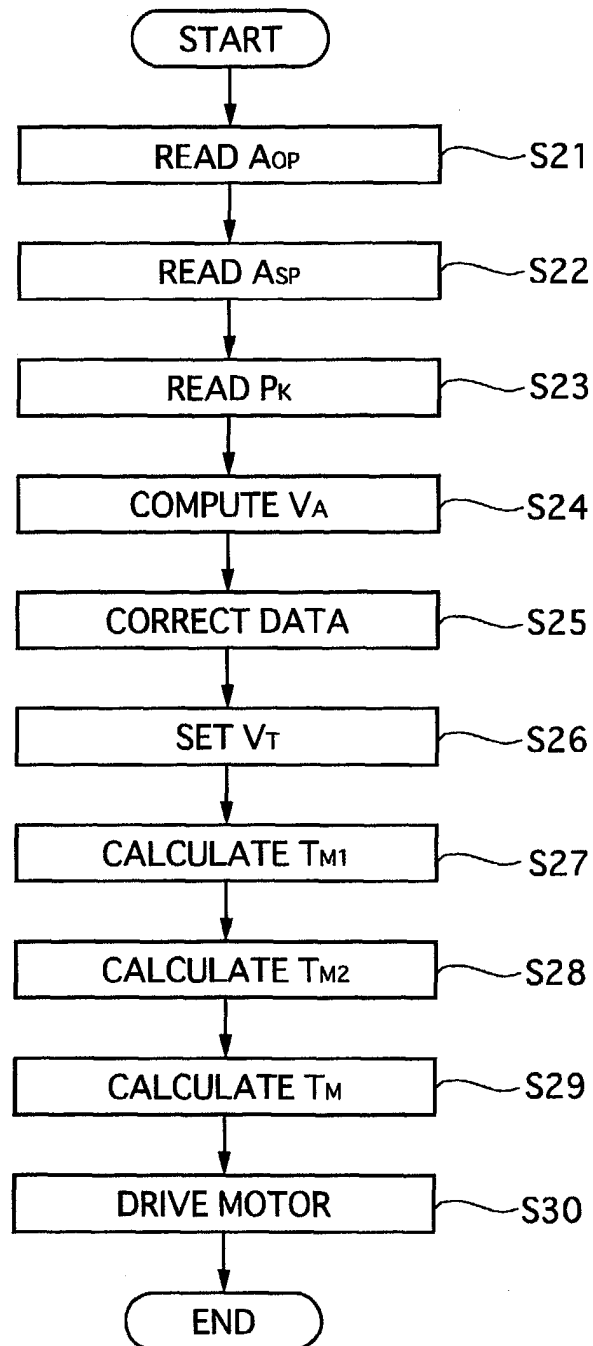 START
READ AOP S21
READ ASP S22
READ PK S23
COMPUTE VA S24
CORRECT DATA S25
SET VT S26
CALCULATE TM1 S27
CALCULATE TM2 S28
CALCULATE TM S29
DRIVE MOTOR S30
END